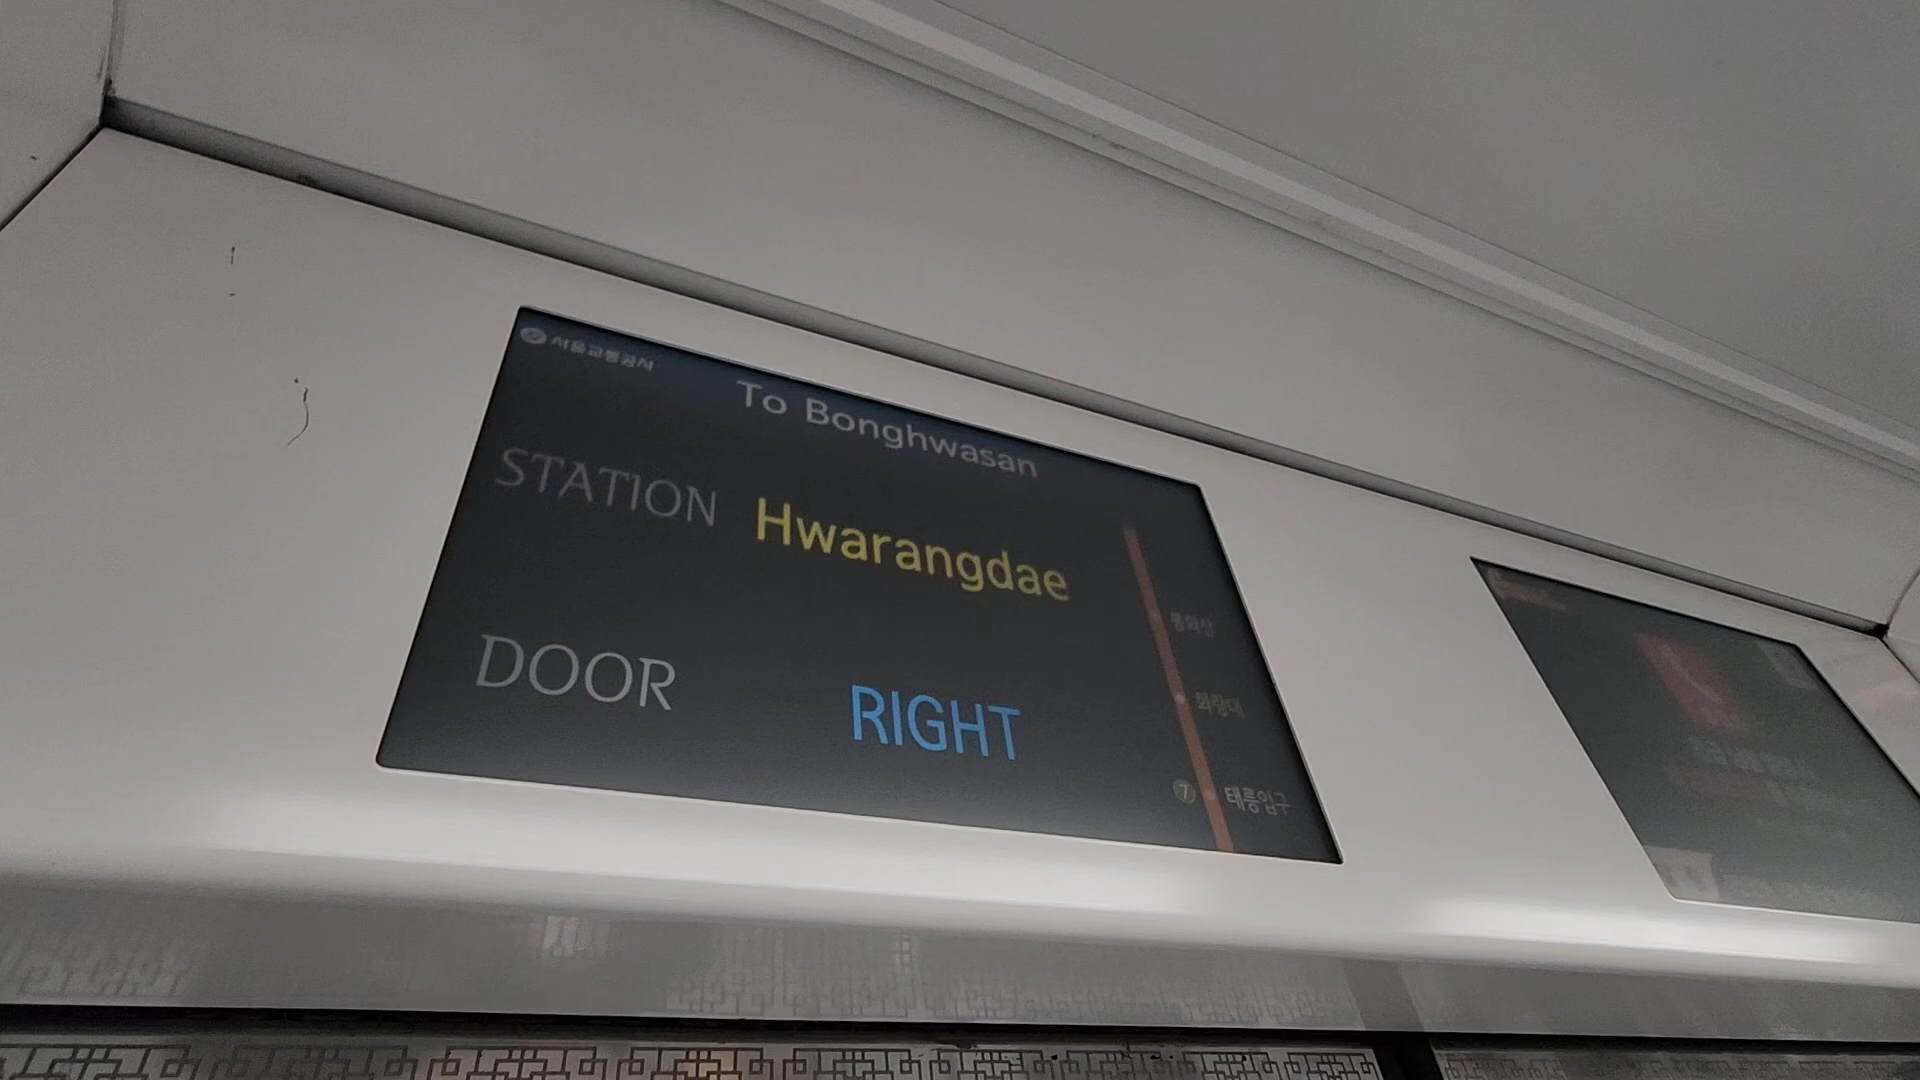 서울교통공사
To Bonghwasan
STATION Hwarangdae
DOOR RIGHT
봉화산
화랑대
7 태릉입구